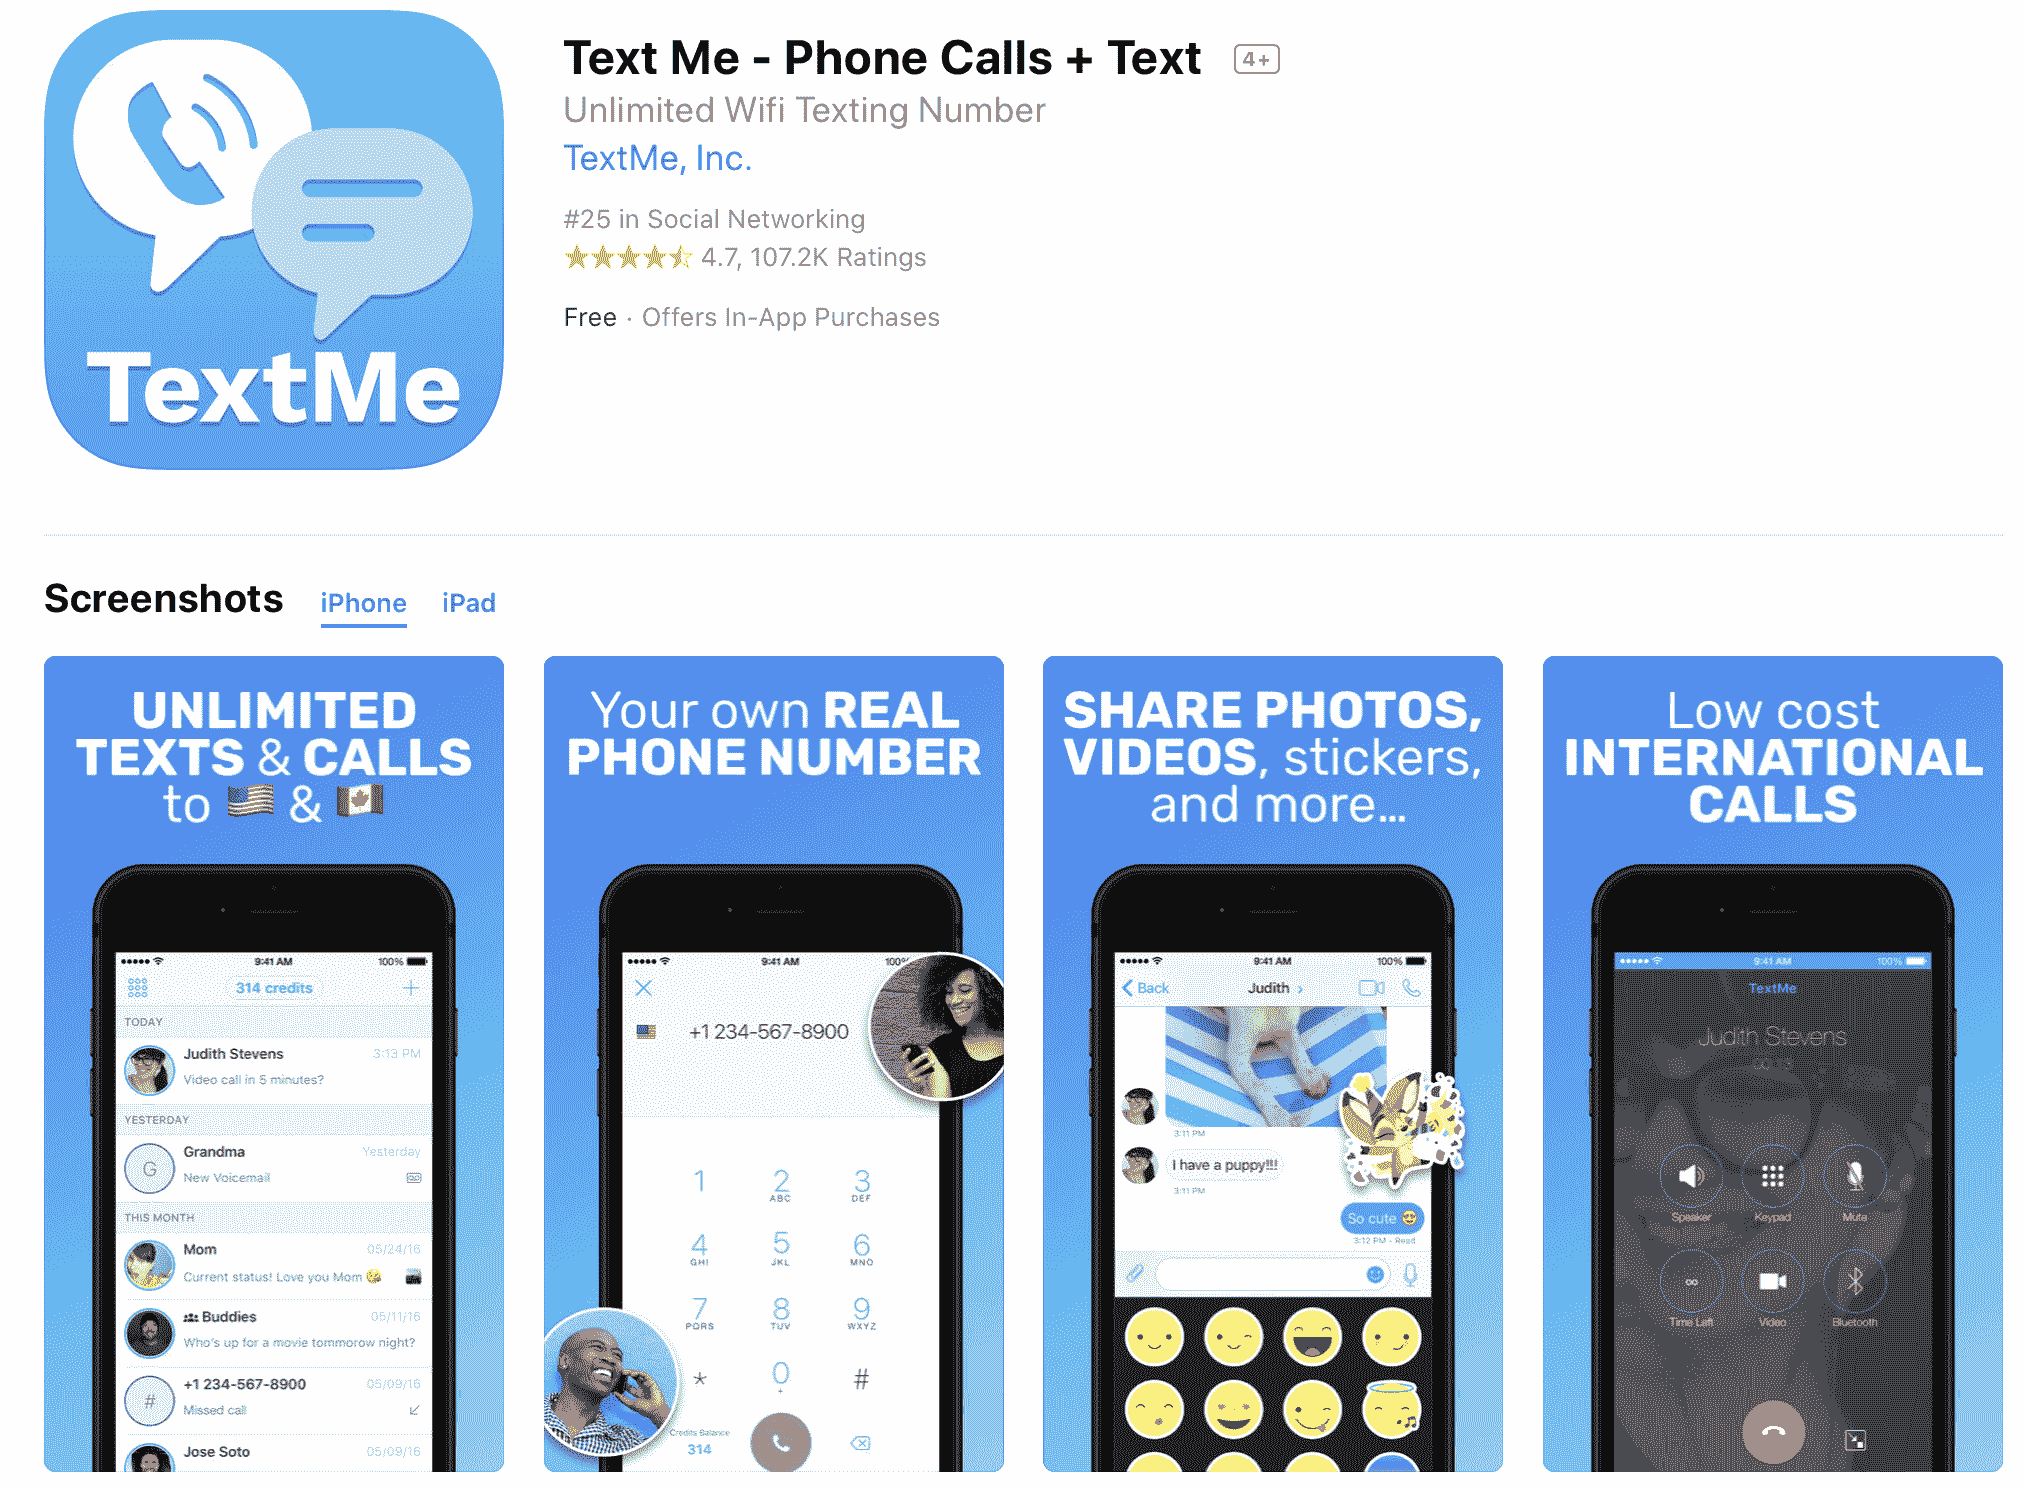 TextMe
Text Me - Phone Calls + Text 4+
Unlimited Wifi Texting Number
TextMe, Inc.
#25 in Social Networking
4.7, 107.2K Ratings
Free · Offers In-App Purchases
Screenshots iPhone iPad
UNLIMITED
TEXTS & CALLS
to 🇺🇸 & 🇨🇦
9:41 AM 100%
314 credits
TODAY
Judith Stevens 3:13 PM
Video call in 5 minutes?
YESTERDAY
G
Grandma Yesterday
New Voicemail
THIS MONTH
Mom 05/24/16
Current status! Love you Mom 😘
Buddies 05/11/16
Who's up for a movie tommorow night?
#
+1 234-567-8900 05/09/16
Missed call
Jose Soto 05/09/16
Your own REAL
PHONE NUMBER
9:41 AM 100%
+1 234-567-8900
1 2 3
ABC DEF
4 5 6
GHI JKL MNO
7 8 9
PQRS TUV WXYZ
* 0 #
+
Credits Balance
314
SHARE PHOTOS,
VIDEOS, stickers,
and more...
9:41 AM 100%
Back Judith
3:11 PM
I have a puppy!!!
3:11 PM
So cute 😍
3:12 PM - Read
Low cost
INTERNATIONAL
CALLS
9:41 AM 100%
TextMe
Judith Stevens
Speaker Keypad Mute
Time Left Video Bluetooth